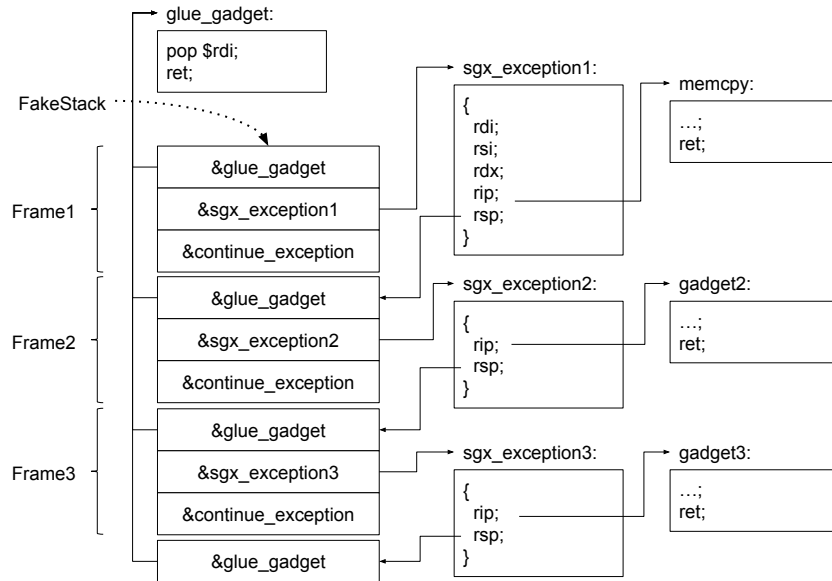 glue_gadget:
pop $rdi;
ret;
FakeStack
Frame1
&glue_gadget
&sgx_exception1
&continue_exception
sgx_exception1:
{
rdi;
rsi;
rdx;
rip;
rsp;
}
memcpy:
…;
ret;
Frame2
&glue_gadget
&sgx_exception2
&continue_exception
sgx_exception2:
{
rip;
rsp;
}
gadget2:
…;
ret;
Frame3
&glue_gadget
&sgx_exception3
&continue_exception
sgx_exception3:
{
rip;
rsp;
}
gadget3:
…;
ret;
&glue_gadget